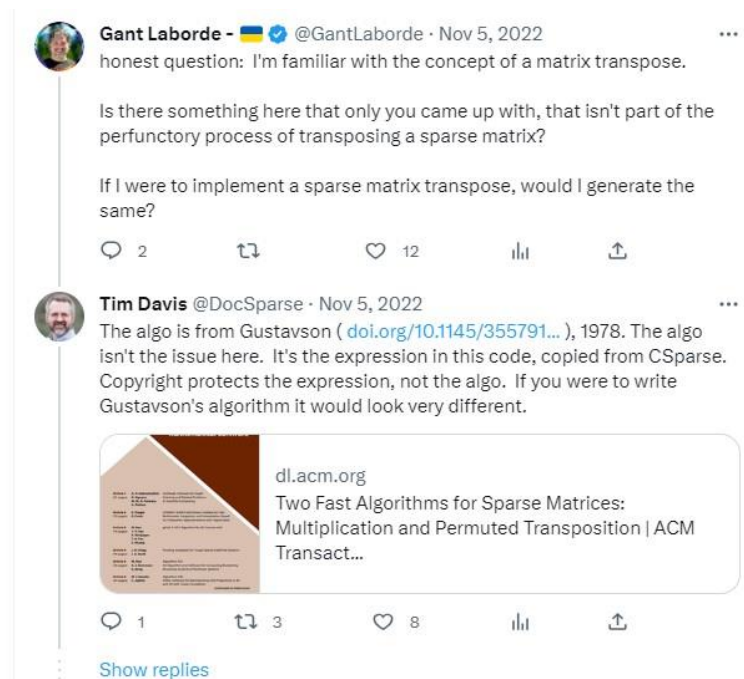 Gant Laborde - @GantLaborde · Nov 5, 2022
honest question: I'm familiar with the concept of a matrix transpose.
Is there something here that only you came up with, that isn't part of the
perfunctory process of transposing a sparse matrix?
If I were to implement a sparse matrix transpose, would I generate the
same?
2 12
Tim Davis @DocSparse · Nov 5, 2022
The algo is from Gustavson ( doi.org/10.1145/355791... ), 1978. The algo
isn't the issue here. It's the expression in this code, copied from CSparse.
Copyright protects the expression, not the algo. If you were to write
Gustavson's algorithm it would look very different.
dl.acm.org
Two Fast Algorithms for Sparse Matrices:
Multiplication and Permuted Transposition | ACM
Transact...
1 3 8
Show replies